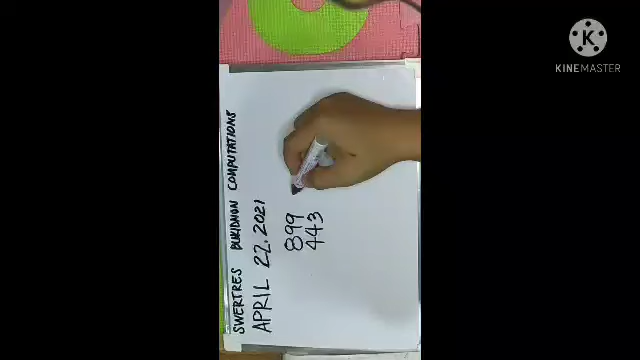 SWERTRES BUKIDNON COMPUTATIONS
APRIL 22, 2021
899
443
K
KINEMASTER